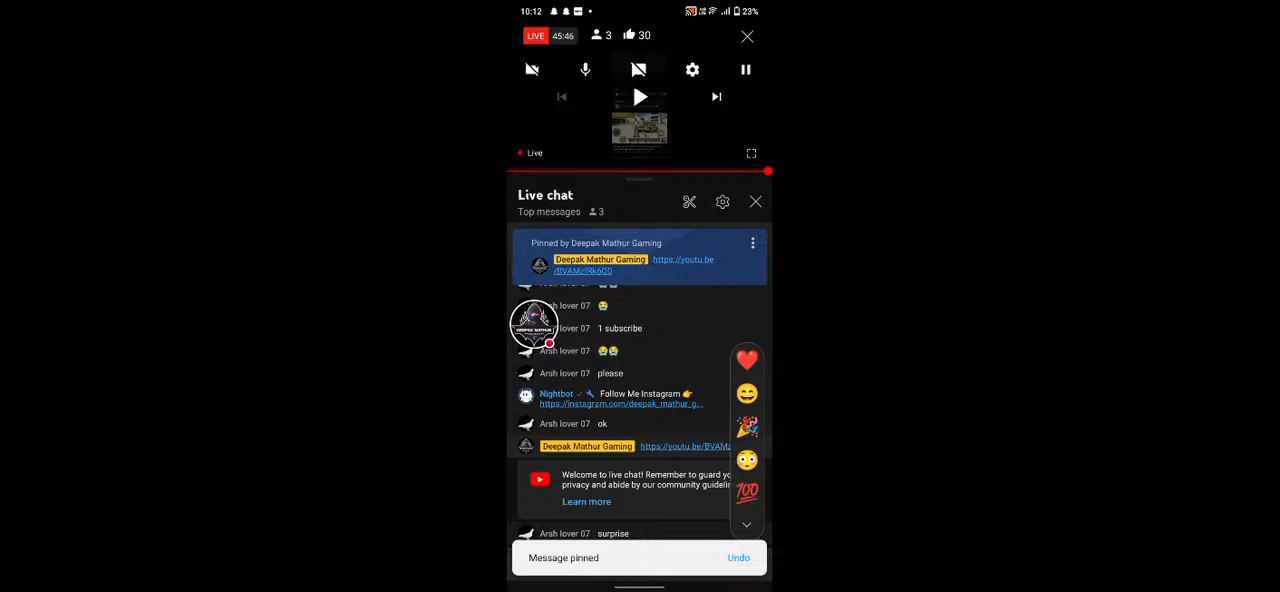 10:12
23%
LIVE 45:46 3 30
Live
Live chat
Top messages 3
Pinned by Deepak Mathur Gaming
Deepak Mathur Gaming https://youtu.be
/BVAMzfRk6Q0
lover 07 😭
lover 07 1 subscribe
Arsh lover 07 😭😭
Arsh lover 07 please
Nightbot Follow Me Instagram 👉
https://instagram.com/deepak_mathur_g...
Arsh lover 07 ok
Deepak Mathur Gaming https://youtu.be/BVAMz
Welcome to live chat! Remember to guard yo
privacy and abide by our community guidelin
Learn more
Arsh lover 07 surprise
Message pinned Undo